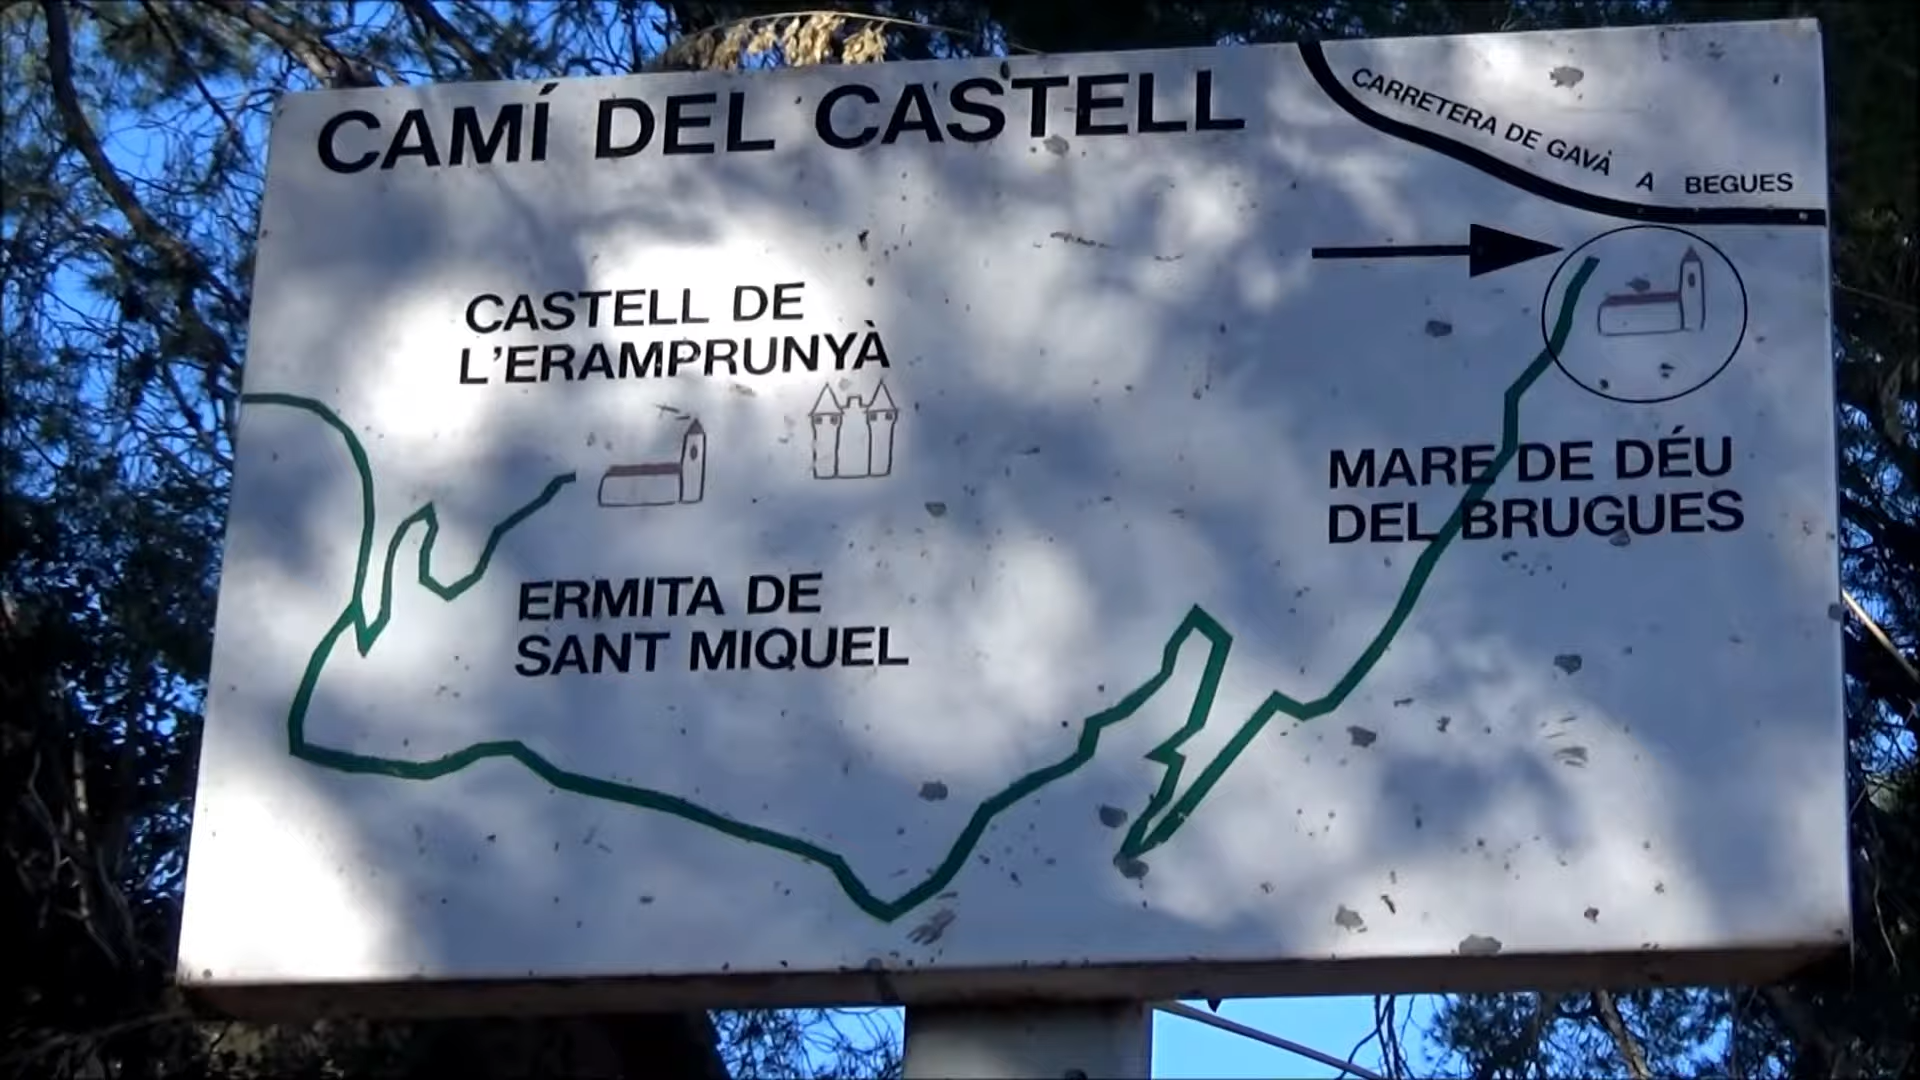 CAMÍ DEL CASTELL
CARRETERA DE GAVÀ A BEGUES
CASTELL DE
L'ERAMPRUNYÀ
MARE DE DÉU
DEL BRUGUES
ERMITA DE
SANT MIQUEL